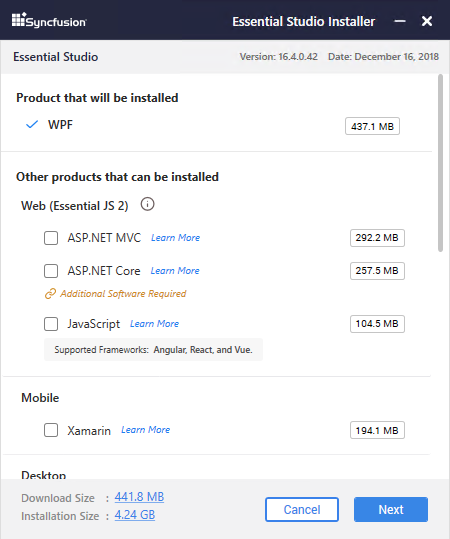 Syncfusion Essential Studio Installer
Essential Studio Version: 16.4.0.42 Date: December 16, 2018
Product that will be installed
WPF 437.1 MB
Other products that can be installed
Web (Essential JS 2)
ASP.NET MVC Learn More 292.2 MB
ASP.NET Core Learn More 257.5 MB
Additional Software Required
JavaScript Learn More 104.5 MB
Supported Frameworks: Angular, React, and Vue.
Mobile
Xamarin Learn More 194.1 MB
Desktop
Download Size : 441.8 MB
Installation Size : 4.24 GB
Cancel Next